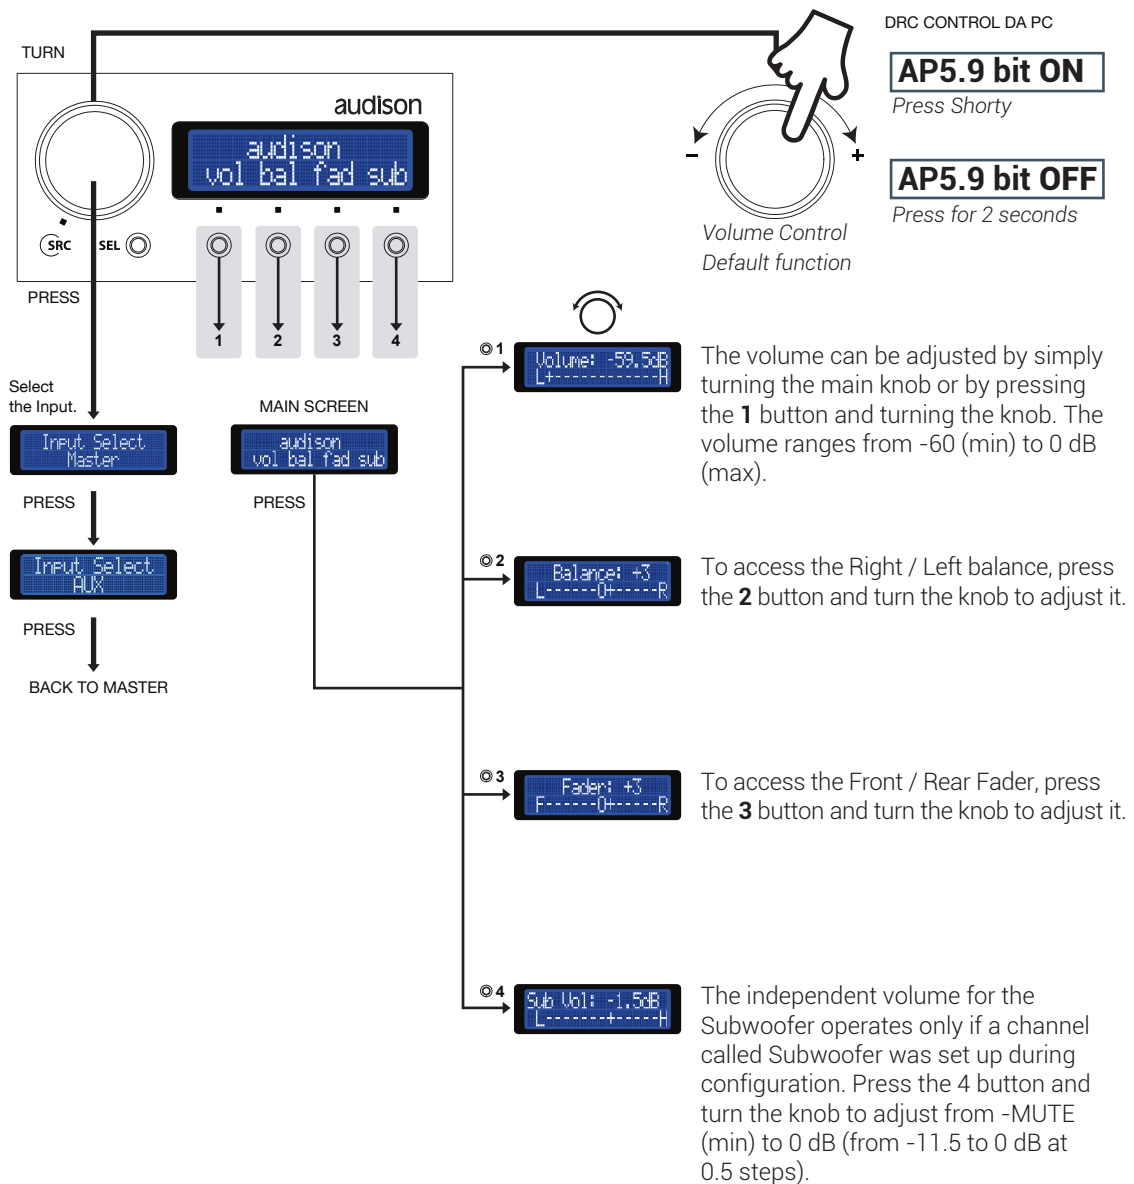 DRC CONTROL DA PC
TURN
AP5.9 bit ON
Press Shorty
audison
audison
vol bal fad sub
- +
AP5.9 bit OFF
Press for 2 seconds
Volume Control
Default function
SRC SEL
PRESS
1 2 3 4
Select
the Input.
Input Select
Master
PRESS
Input Select
AUX
PRESS
BACK TO MASTER
MAIN SCREEN
audison
vol bal fad sub
PRESS
1
Volume: -59.5dB
L+------------H
The volume can be adjusted by simply
turning the main knob or by pressing
the 1 button and turning the knob. The
volume ranges from -60 (min) to 0 dB
(max).
2
Balance: +3
L------0+-----R
To access the Right / Left balance, press
the 2 button and turn the knob to adjust it.
3
Fader: +3
F------0+-----R
To access the Front / Rear Fader, press
the 3 button and turn the knob to adjust it.
4
Sub Vol: -1.5dB
L-------+-----H
The independent volume for the
Subwoofer operates only if a channel
called Subwoofer was set up during
configuration. Press the 4 button and
turn the knob to adjust from -MUTE
(min) to 0 dB (from -11.5 to 0 dB at
0.5 steps).